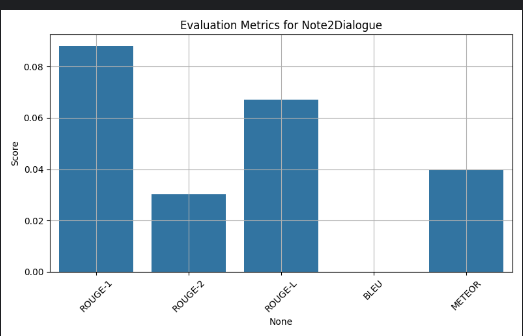 Evaluation Metrics for Note2Dialogue
Score
0.08
0.06
0.04
0.02
0.00
ROUGE-1
ROUGE-2
ROUGE-L
BLEU
METEOR
None